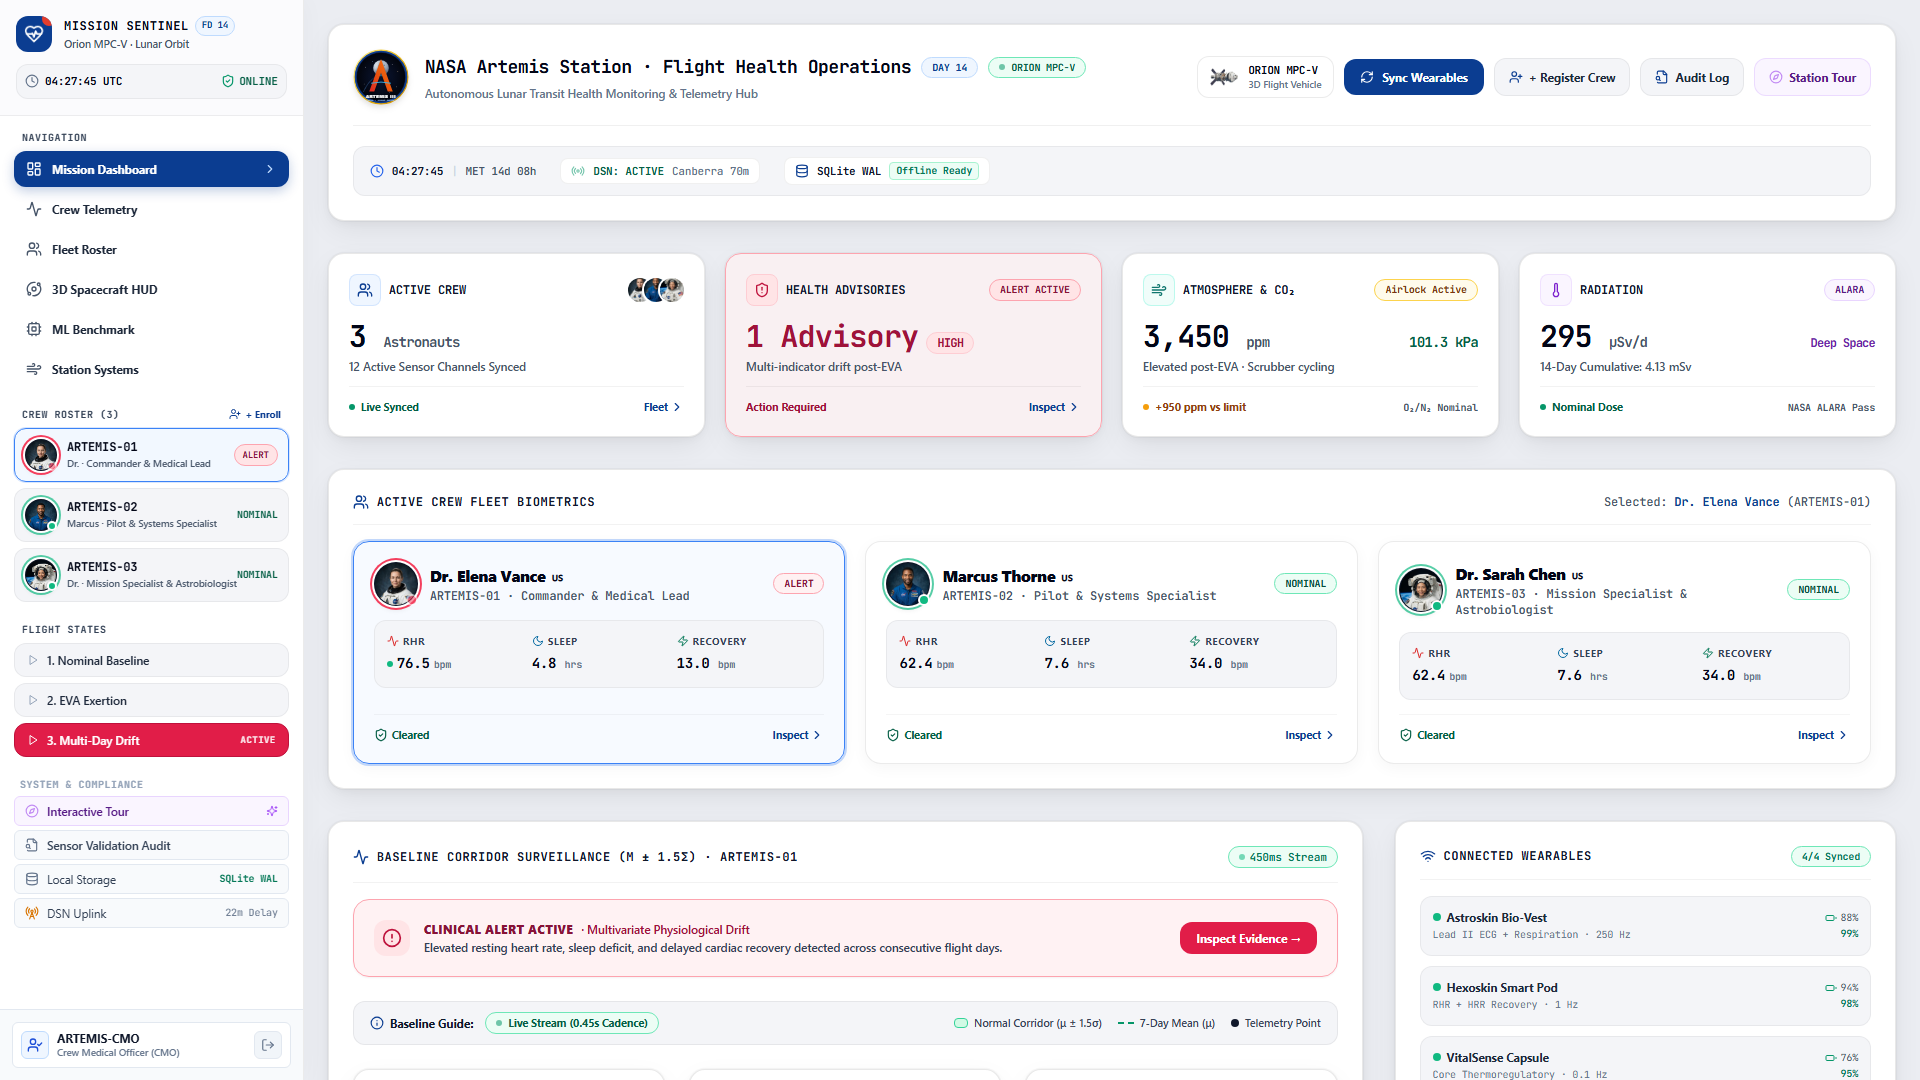 MISSION SENTINEL FD 14
Orion MPC-V · Lunar Orbit
04:27:45 UTC ONLINE
NAVIGATION
Mission Dashboard
Crew Telemetry
Fleet Roster
3D Spacecraft HUD
ML Benchmark
Station Systems
CREW ROSTER (3) + Enroll
ARTEMIS-01
Dr. · Commander & Medical Lead
ALERT
ARTEMIS-02
Marcus · Pilot & Systems Specialist
NOMINAL
ARTEMIS-03
Dr. · Mission Specialist & Astrobiologist
NOMINAL
FLIGHT STATES
1. Nominal Baseline
2. EVA Exertion
3. Multi-Day Drift ACTIVE
SYSTEM & COMPLIANCE
Interactive Tour
Sensor Validation Audit
Local Storage SQLite WAL
DSN Uplink 22m Delay
ARTEMIS-CMO
Crew Medical Officer (CMO)
NASA Artemis Station · Flight Health Operations DAY 14 ORION MPC-V
Autonomous Lunar Transit Health Monitoring & Telemetry Hub
ORION MPC-V
3D Flight Vehicle
Sync Wearables
+ Register Crew
Audit Log
Station Tour
04:27:45 | MET 14d 08h
DSN: ACTIVE Canberra 70m
SQLite WAL Offline Ready
ACTIVE CREW
3 Astronauts
12 Active Sensor Channels Synced
Live Synced Fleet
HEALTH ADVISORIES ALERT ACTIVE
1 Advisory HIGH
Multi-indicator drift post-EVA
Action Required Inspect
ATMOSPHERE & CO₂ Airlock Active
3,450 ppm 101.3 kPa
Elevated post-EVA · Scrubber cycling
+950 ppm vs limit O₂/N₂ Nominal
RADIATION ALARA
295 µSv/d Deep Space
14-Day Cumulative: 4.13 mSv
Nominal Dose NASA ALARA Pass
ACTIVE CREW FLEET BIOMETRICS Selected: Dr. Elena Vance (ARTEMIS-01)
Dr. Elena Vance US
ARTEMIS-01 · Commander & Medical Lead
ALERT
RHR SLEEP RECOVERY
76.5 bpm 4.8 hrs 13.0 bpm
Cleared Inspect
Marcus Thorne US
ARTEMIS-02 · Pilot & Systems Specialist
NOMINAL
RHR SLEEP RECOVERY
62.4 bpm 7.6 hrs 34.0 bpm
Cleared Inspect
Dr. Sarah Chen US
ARTEMIS-03 · Mission Specialist &
Astrobiologist
NOMINAL
RHR SLEEP RECOVERY
62.4 bpm 7.6 hrs 34.0 bpm
Cleared Inspect
BASELINE CORRIDOR SURVEILLANCE (Μ ± 1.5Σ) · ARTEMIS-01 450ms Stream
CLINICAL ALERT ACTIVE · Multivariate Physiological Drift
Elevated resting heart rate, sleep deficit, and delayed cardiac recovery detected across consecutive flight days.
Inspect Evidence →
Baseline Guide: Live Stream (0.45s Cadence) Normal Corridor (µ ± 1.5σ) 7-Day Mean (µ) Telemetry Point
CONNECTED WEARABLES 4/4 Synced
Astroskin Bio-Vest 88%
Lead II ECG + Respiration · 250 Hz 99%
Hexoskin Smart Pod 94%
RHR + HRR Recovery · 1 Hz 98%
VitalSense Capsule 76%
Core Thermoregulatory · 0.1 Hz 95%